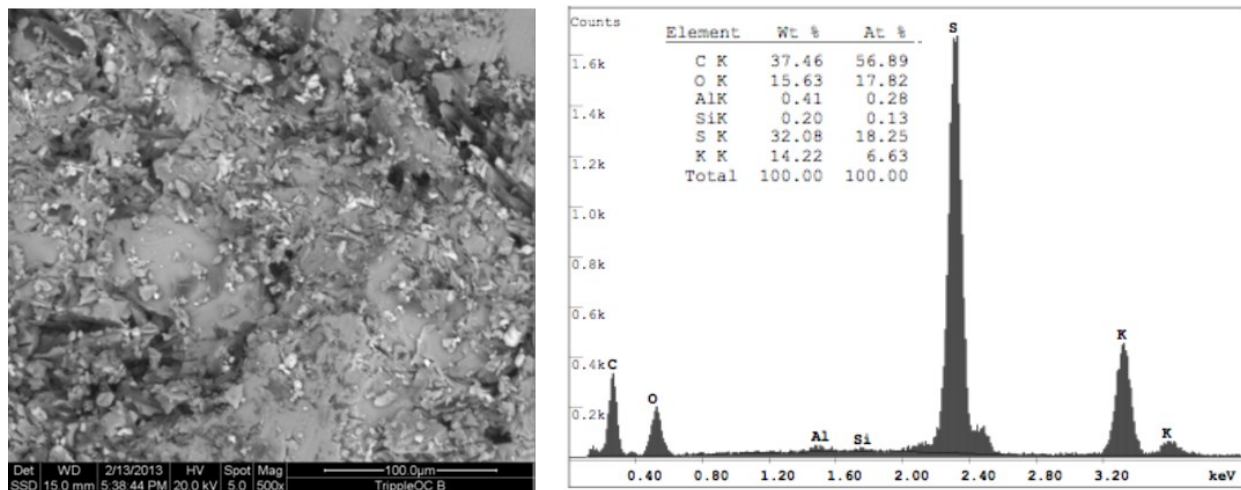 Det WD 2/13/2013 HV Spot Mag 100.0µm
SSD 15.0 mm 5:38:44 PM 20.0 kV 5.0 500x TrippleOC B
Counts
Element Wt % At %
C K 37.46 56.89
O K 15.63 17.82
AlK 0.41 0.28
SiK 0.20 0.13
S K 32.08 18.25
K K 14.22 6.63
Total 100.00 100.00
S
1.6k
1.4k
1.2k
1.0k
0.8k
0.4k
0.2k
C
O
Al
Si
K
K
0.40 0.80 1.20 1.60 2.00 2.40 2.80 3.20 keV